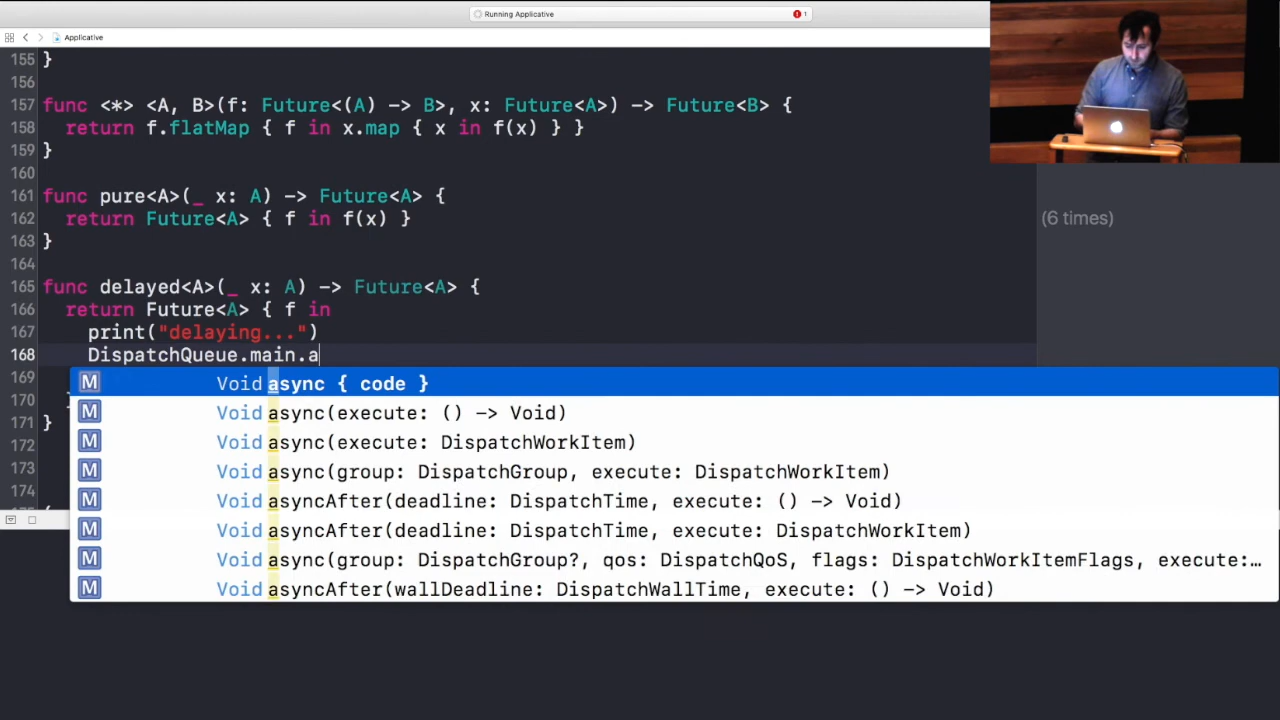 Running Applicative
1
Applicative
155 }
156
157 func <*> <A, B>(f: Future<(A) -> B>, x: Future<A>) -> Future<B> {
158 return f.flatMap { f in x.map { x in f(x) } }
159 }
160
161 func pure<A>(_ x: A) -> Future<A> {
162 return Future<A> { f in f(x) }
(6 times)
163 }
164
165 func delayed<A>(_ x: A) -> Future<A> {
166 return Future<A> { f in
167 print("delaying...")
168 DispatchQueue.main.a
169 M Void async { code }
170 M Void async(execute: () -> Void)
171 } M Void async(execute: DispatchWorkItem)
172 M Void async(group: DispatchGroup, execute: DispatchWorkItem)
173 M Void asyncAfter(deadline: DispatchTime, execute: () -> Void)
174 M Void asyncAfter(deadline: DispatchTime, execute: DispatchWorkItem)
M Void async(group: DispatchGroup?, qos: DispatchQoS, flags: DispatchWorkItemFlags, execute:…
M Void asyncAfter(wallDeadline: DispatchWallTime, execute: () -> Void)